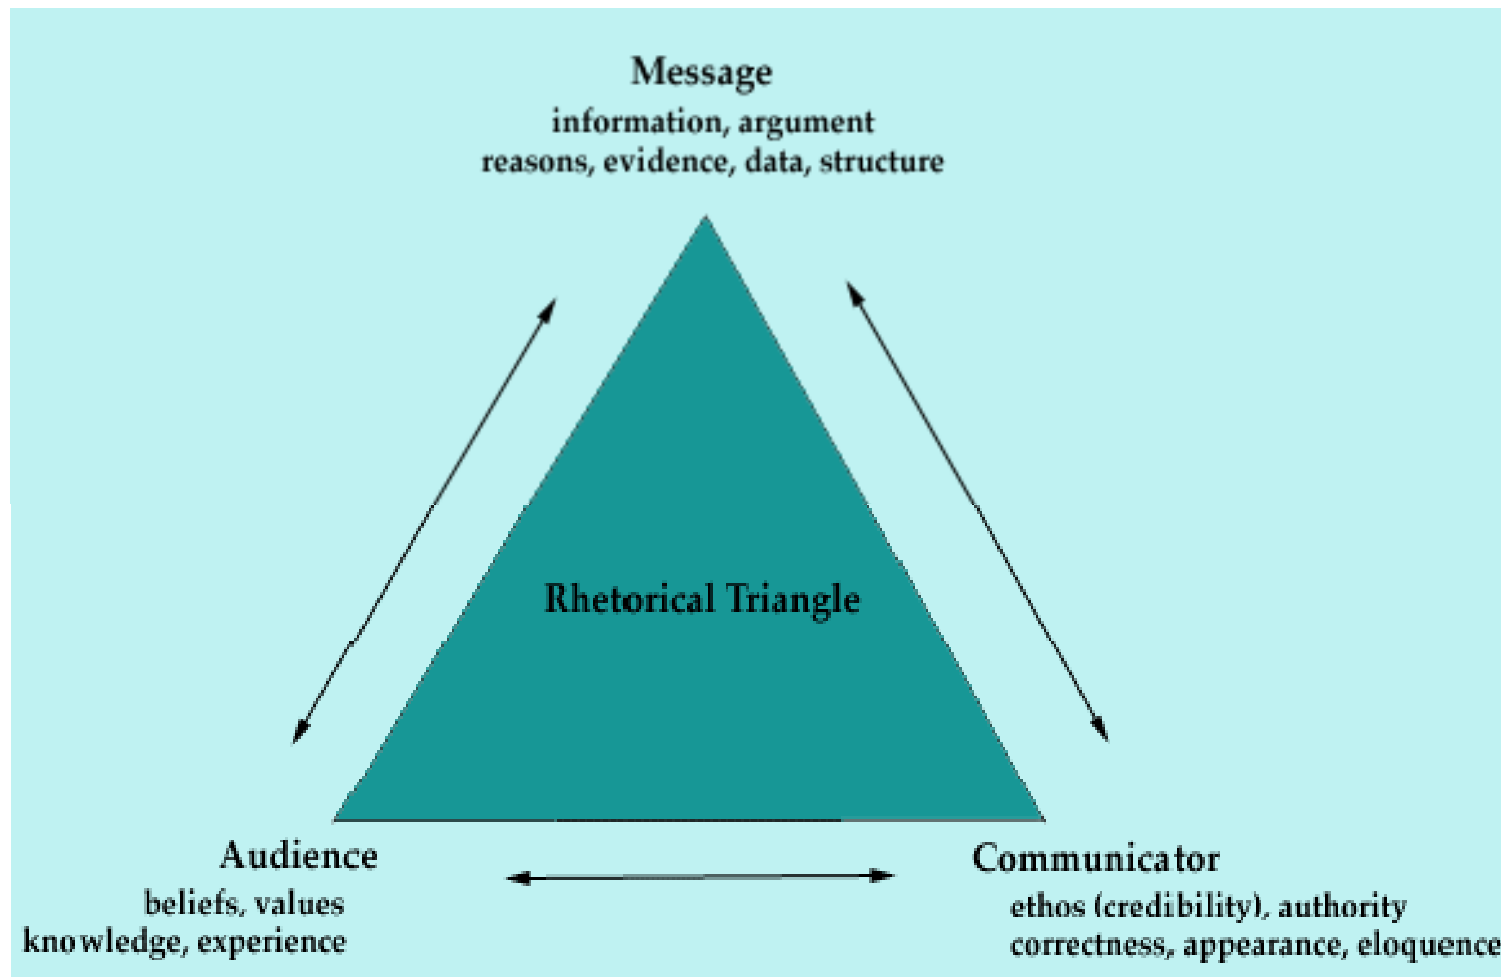 Message
information, argument
reasons, evidence, data, structure
Rhetorical Triangle
Audience
beliefs, values
knowledge, experience
Communicator
ethos (credibility), authority
correctness, appearance, eloquence